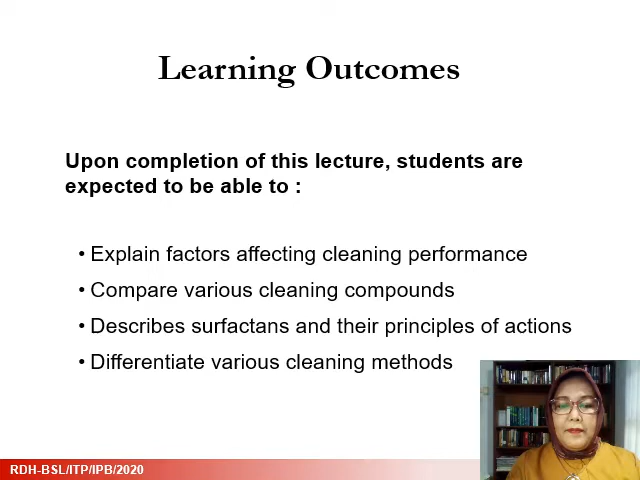 Learning Outcomes
Upon completion of this lecture, students are
expected to be able to :
• Explain factors affecting cleaning performance
• Compare various cleaning compounds
• Describes surfactans and their principles of actions
• Differentiate various cleaning methods
RDH-BSL/ITP/IPB/2020